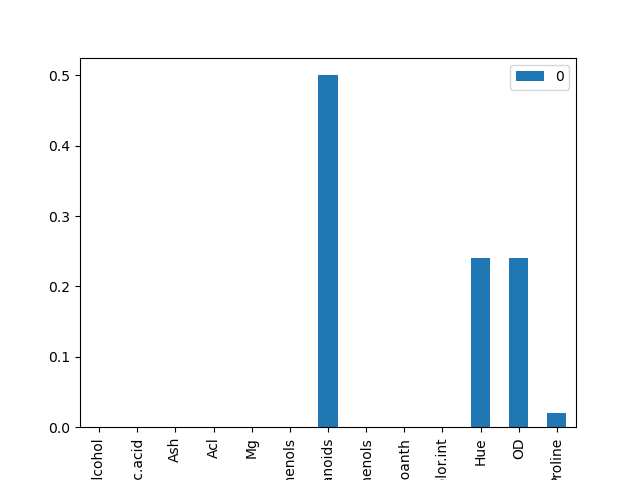 0.5
0.4
0.3
0.2
0.1
0.0
0
lcohol
c.acid
Ash
Acl
Mg
henols
anoids
henols
oanth
lor.int
Hue
OD
Proline